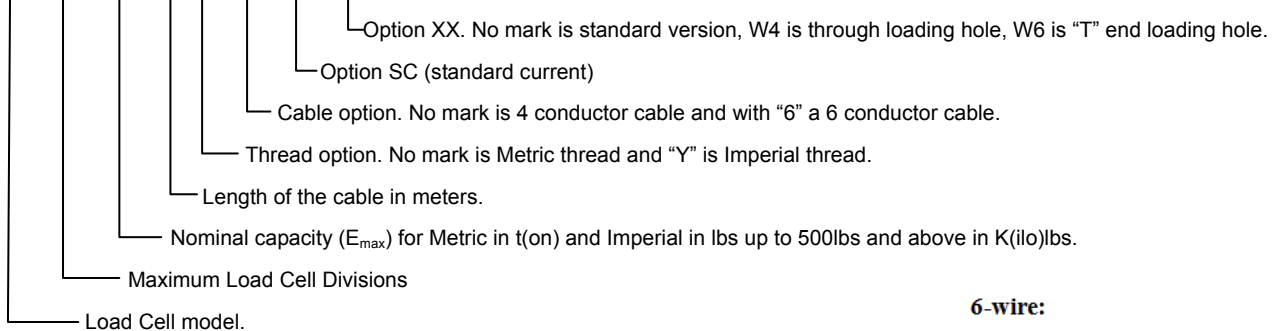 Option XX. No mark is standard version, W4 is through loading hole, W6 is “T” end loading hole.
Option SC (standard current)
Cable option. No mark is 4 conductor cable and with “6” a 6 conductor cable.
Thread option. No mark is Metric thread and “Y” is Imperial thread.
Length of the cable in meters.
Nominal capacity (Emax) for Metric in t(on) and Imperial in lbs up to 500lbs and above in K(ilo)lbs.
Maximum Load Cell Divisions
Load Cell model.
6-wire: